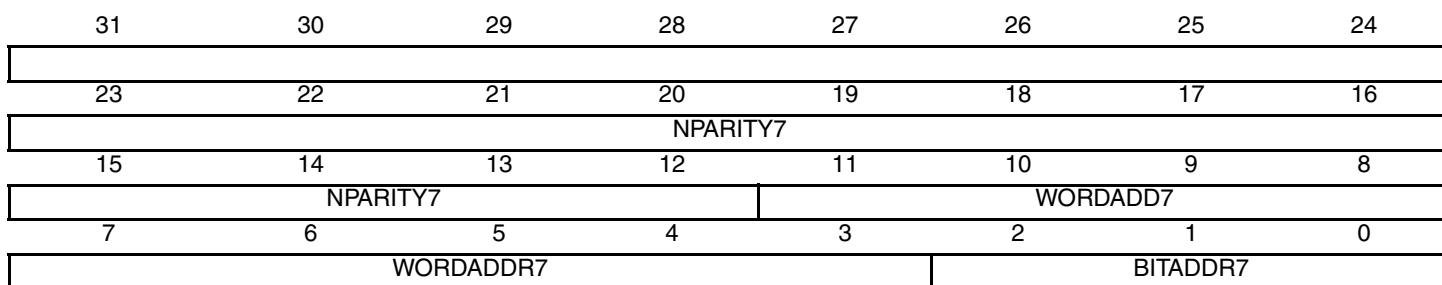 31 30 29 28 27 26 25 24
23 22 21 20 19 18 17 16
NPARITY7
15 14 13 12 11 10 9 8
NPARITY7 WORDADD7
7 6 5 4 3 2 1 0
WORDADDR7 BITADDR7